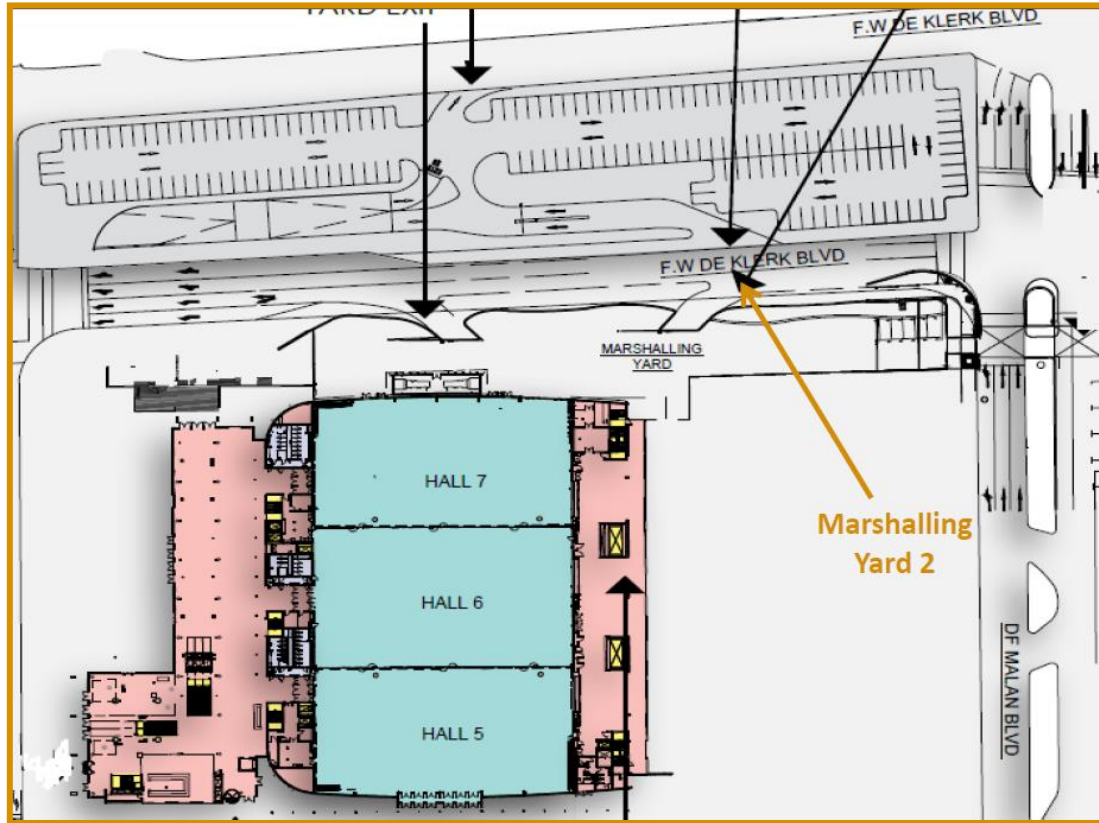 YARD EXIT
F.W DE KLERK BLVD
F.W DE KLERK BLVD
MARSHALLING
YARD
HALL 7
Marshalling
Yard 2
HALL 6
DF MALAN BLVD
HALL 5